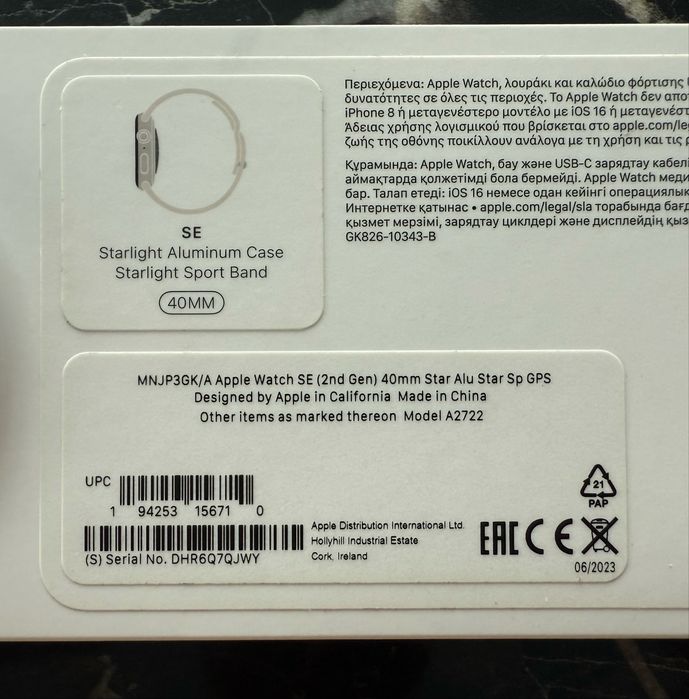 SE
Starlight Aluminum Case
Starlight Sport Band
40MM
Περιεχόμενα: Apple Watch, λουράκι και καλώδιο φόρτισης
δυνατότητες σε όλες τις περιοχές. Το Apple Watch δεν
iPhone 8 ή μεταγενέστερο μοντέλο με iOS 16 ή
Άδειας χρήσης λογισμικού που βρίσκεται στο
ζωής της οθόνης ποικίλλουν ανάλογα με τη χρήση και τις
Құрамында: Apple Watch, бау және USB-C зарядтау
аймақтарда қолжетімді бола бермейді. Apple Watch
бар. Талап етеді: iOS 16 немесе одан кейінгі
Интернетке қатынас • apple.com/legal/sla торабында
қызмет мерзімі, зарядтау циклдері және дисплейдің
GK826-10343-B
MNJP3GK/A Apple Watch SE (2nd Gen) 40mm Star Alu Star Sp GPS
Designed by Apple in California Made in China
Other items as marked thereon Model A2722
UPC
1 94253 15671 0
(S) Serial No. DHR6Q7QJWY
Apple Distribution International Ltd.
Hollyhill Industrial Estate
Cork, Ireland
21
PAP
EAC CE
06/2023